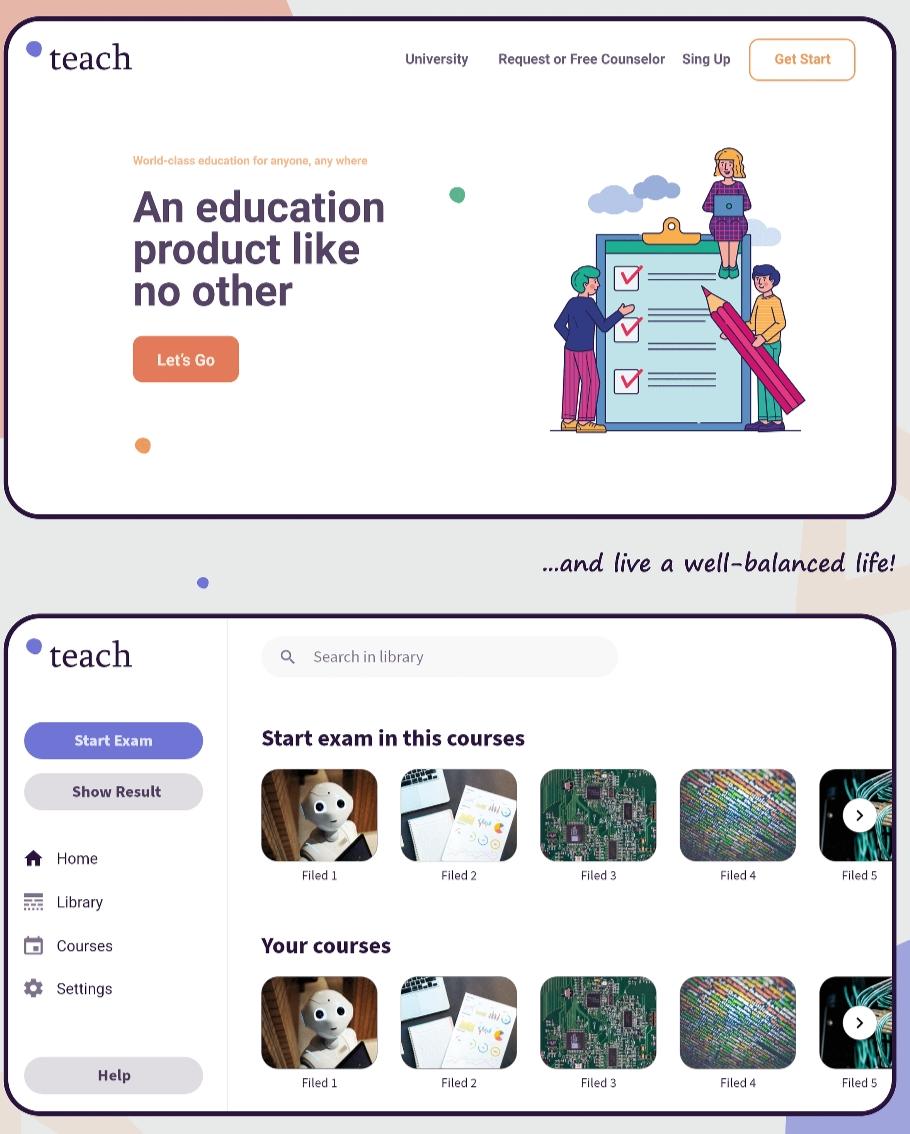 teach
University Request or Free Counselor Sing Up Get Start
World-class education for anyone, any where
An education
product like
no other
Let's Go
...and live a well-balanced life!
teach
Search in library
Start Exam
Show Result
Home
Library
Courses
Settings
Help
Start exam in this courses
Filed 1 Filed 2 Filed 3 Filed 4 Filed 5
Your courses
Filed 1 Filed 2 Filed 3 Filed 4 Filed 5